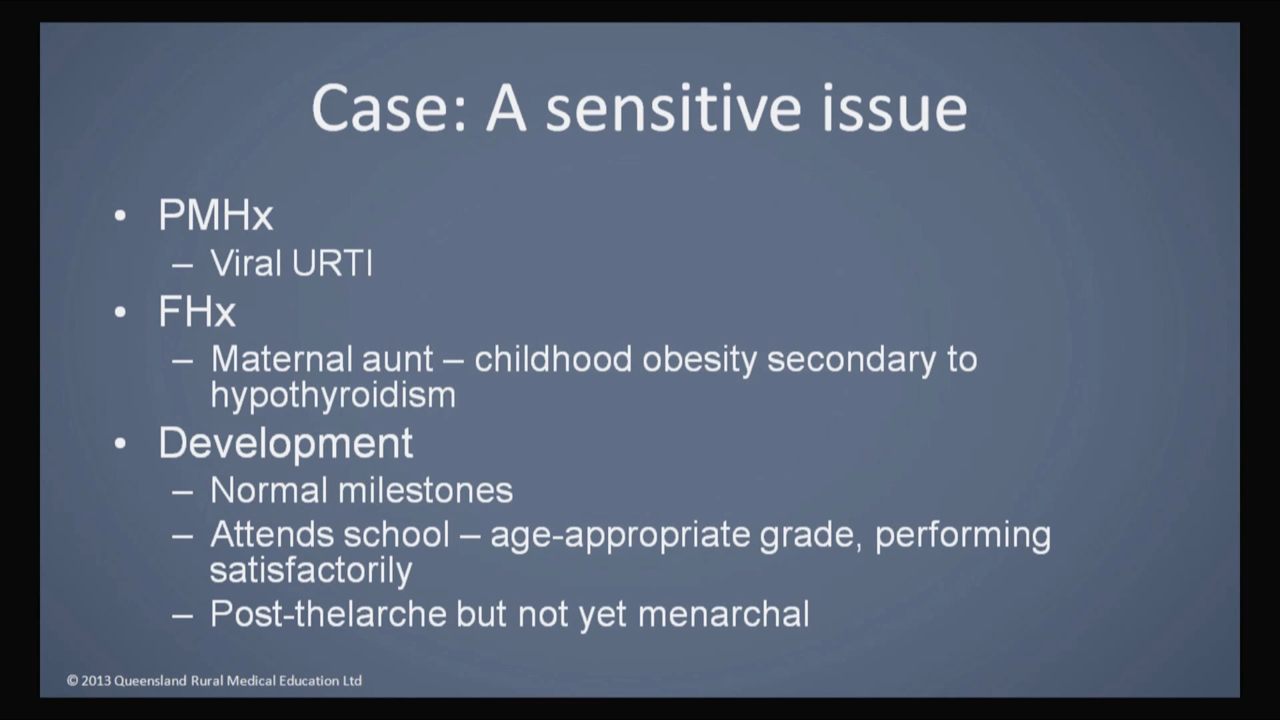 Case: A sensitive issue
• PMHx
– Viral URTI
• FHx
– Maternal aunt – childhood obesity secondary to
hypothyroidism
• Development
– Normal milestones
– Attends school – age-appropriate grade, performing
satisfactorily
– Post-thelarche but not yet menarchal
© 2013 Queensland Rural Medical Education Ltd